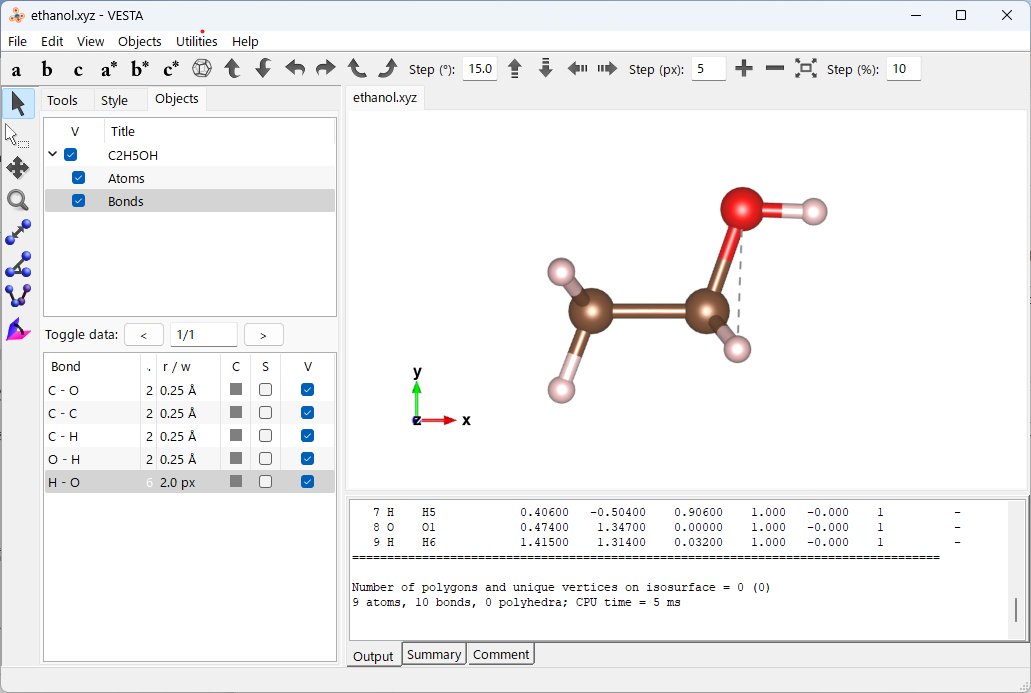 ethanol.xyz - VESTA
File Edit View Objects Utilities Help
a b c a* b* c* Step (°): 15.0 Step (px): 5 Step (%): 10
Tools Style Objects
ethanol.xyz
V Title
C2H5OH
Atoms
Bonds
Toggle data: < 1/1 >
Bond . r / w C S V
C - O 2 0.25 Å
C - C 2 0.25 Å
C - H 2 0.25 Å
O - H 2 0.25 Å
H - O 6 2.0 px
y
z x
7 H H5 0.40600 -0.50400 0.90600 1.000 -0.000 1 -
8 O O1 0.47400 1.34700 0.00000 1.000 -0.000 1 -
9 H H6 1.41500 1.31400 0.03200 1.000 -0.000 1 -
====================================================================================
Number of polygons and unique vertices on isosurface = 0 (0)
9 atoms, 10 bonds, 0 polyhedra; CPU time = 5 ms
Output Summary Comment